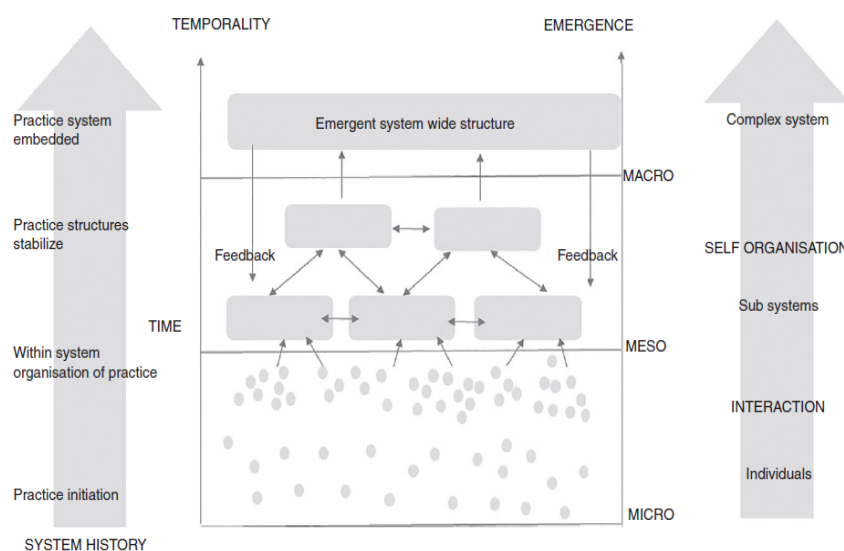 TEMPORALITY
EMERGENCE
Practice system
embedded
Emergent system wide structure
Complex system
MACRO
Practice structures
stabilize
Feedback
Feedback
SELF ORGANISATION
Sub systems
TIME
MESO
Within system
organisation of practice
INTERACTION
Individuals
Practice initiation
MICRO
SYSTEM HISTORY